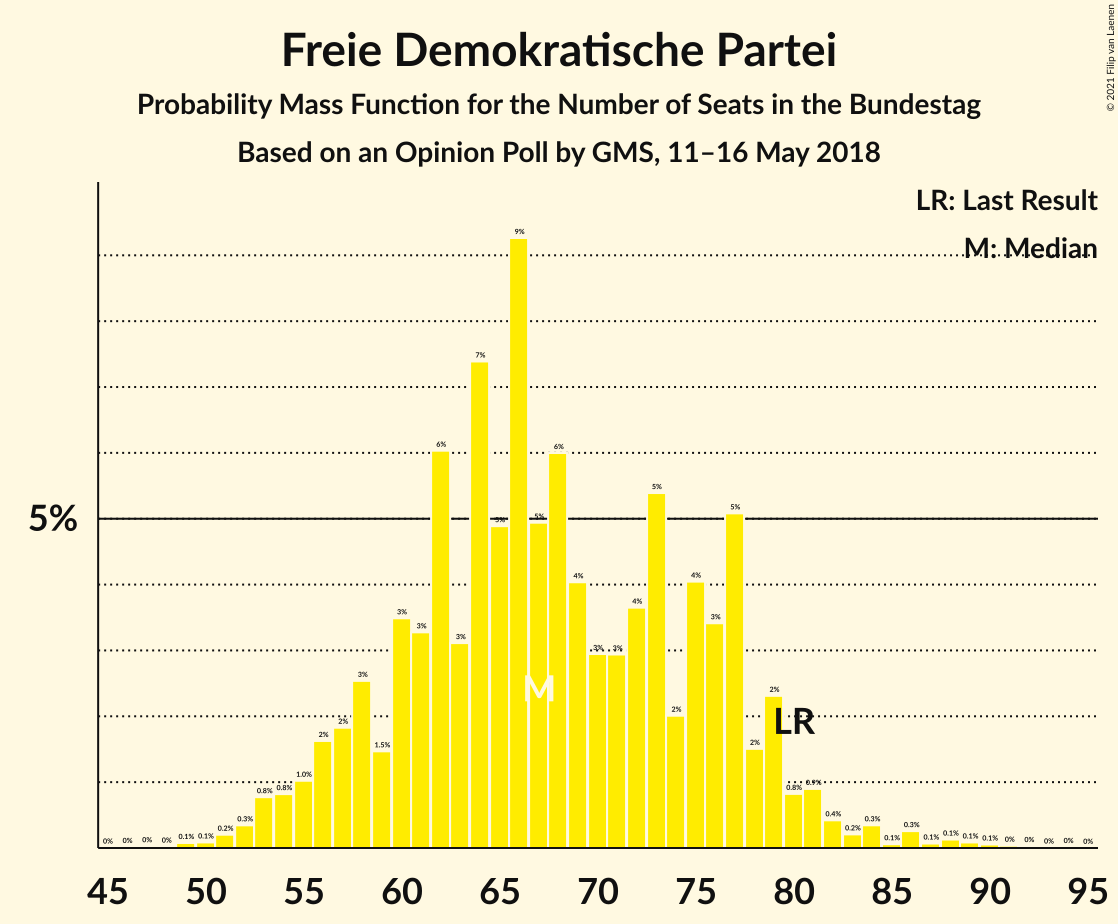 Freie Demokratische Partei
Probability Mass Function for the Number of Seats in the Bundestag
Based on an Opinion Poll by GMS, 11–16 May 2018
© 2021 Filip van Laenen
LR: Last Result
M: Median
5%
0% 0% 0% 0% 0.1% 0.1% 0.2% 0.3% 0.8% 0.8% 1.0% 2% 2% 3% 1.5% 3% 3% 6% 3% 7% 5% 9% 5% 6% 4% 3% 3% 4% 5% 2% 4% 3% 5% 2% 2% 0.8% 0.9% 0.4% 0.2% 0.3% 0.1% 0.3% 0.1% 0.1% 0.1% 0.1% 0% 0% 0% 0% 0%
M
LR
45 50 55 60 65 70 75 80 85 90 95